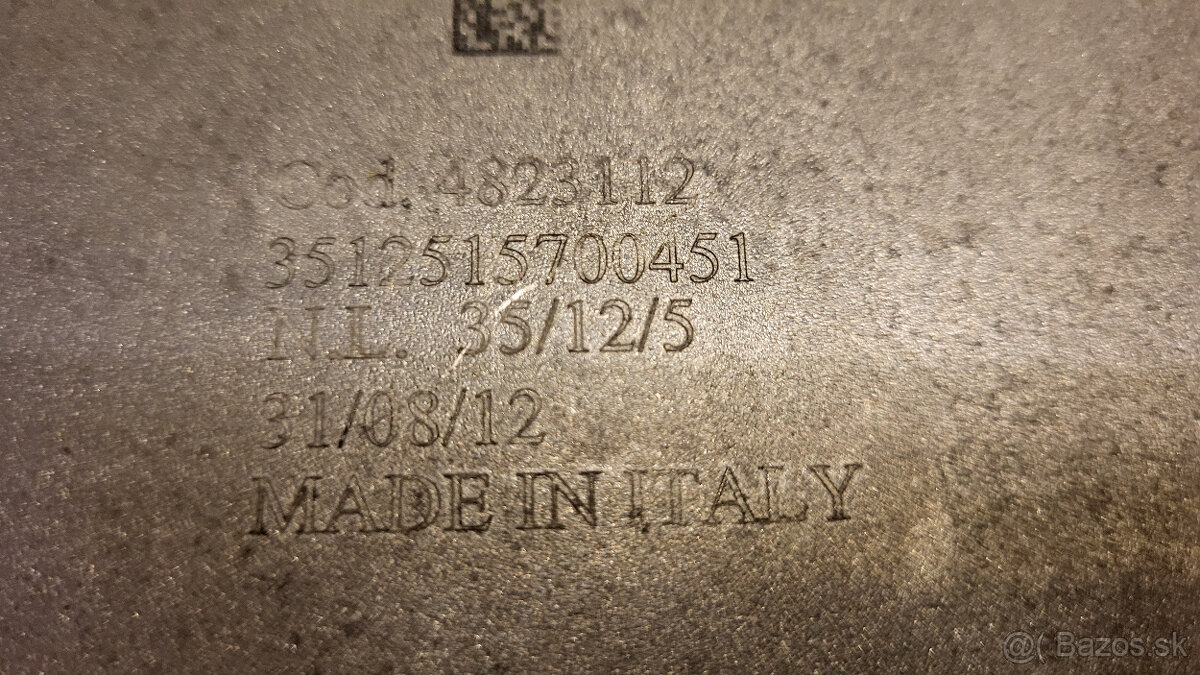 Cod. 4823112
3512515700451
N.L. 35/12/5
31/08/12
MADE IN ITALY
@( Bazos.sk